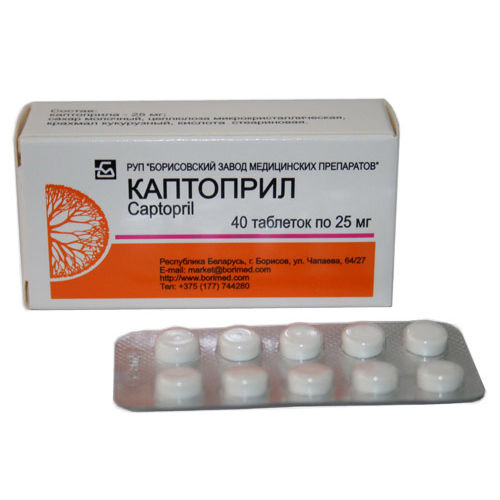 Состав:
каптоприла - 25 мг;
сахар молочный, целлюлоза микрокристаллическая,
крахмал кукурузный, кислота стеариновая.
РУП "БОРИСОВСКИЙ ЗАВОД МЕДИЦИНСКИХ ПРЕПАРАТОВ"
КАПТОПРИЛ
Captopril
40 таблеток по 25 мг
Республика Беларусь, г. Борисов, ул. Чапаева, 64/27
E-mail: market@borimed.com
http://www.borimed.com
Тел: +375 (177) 744280